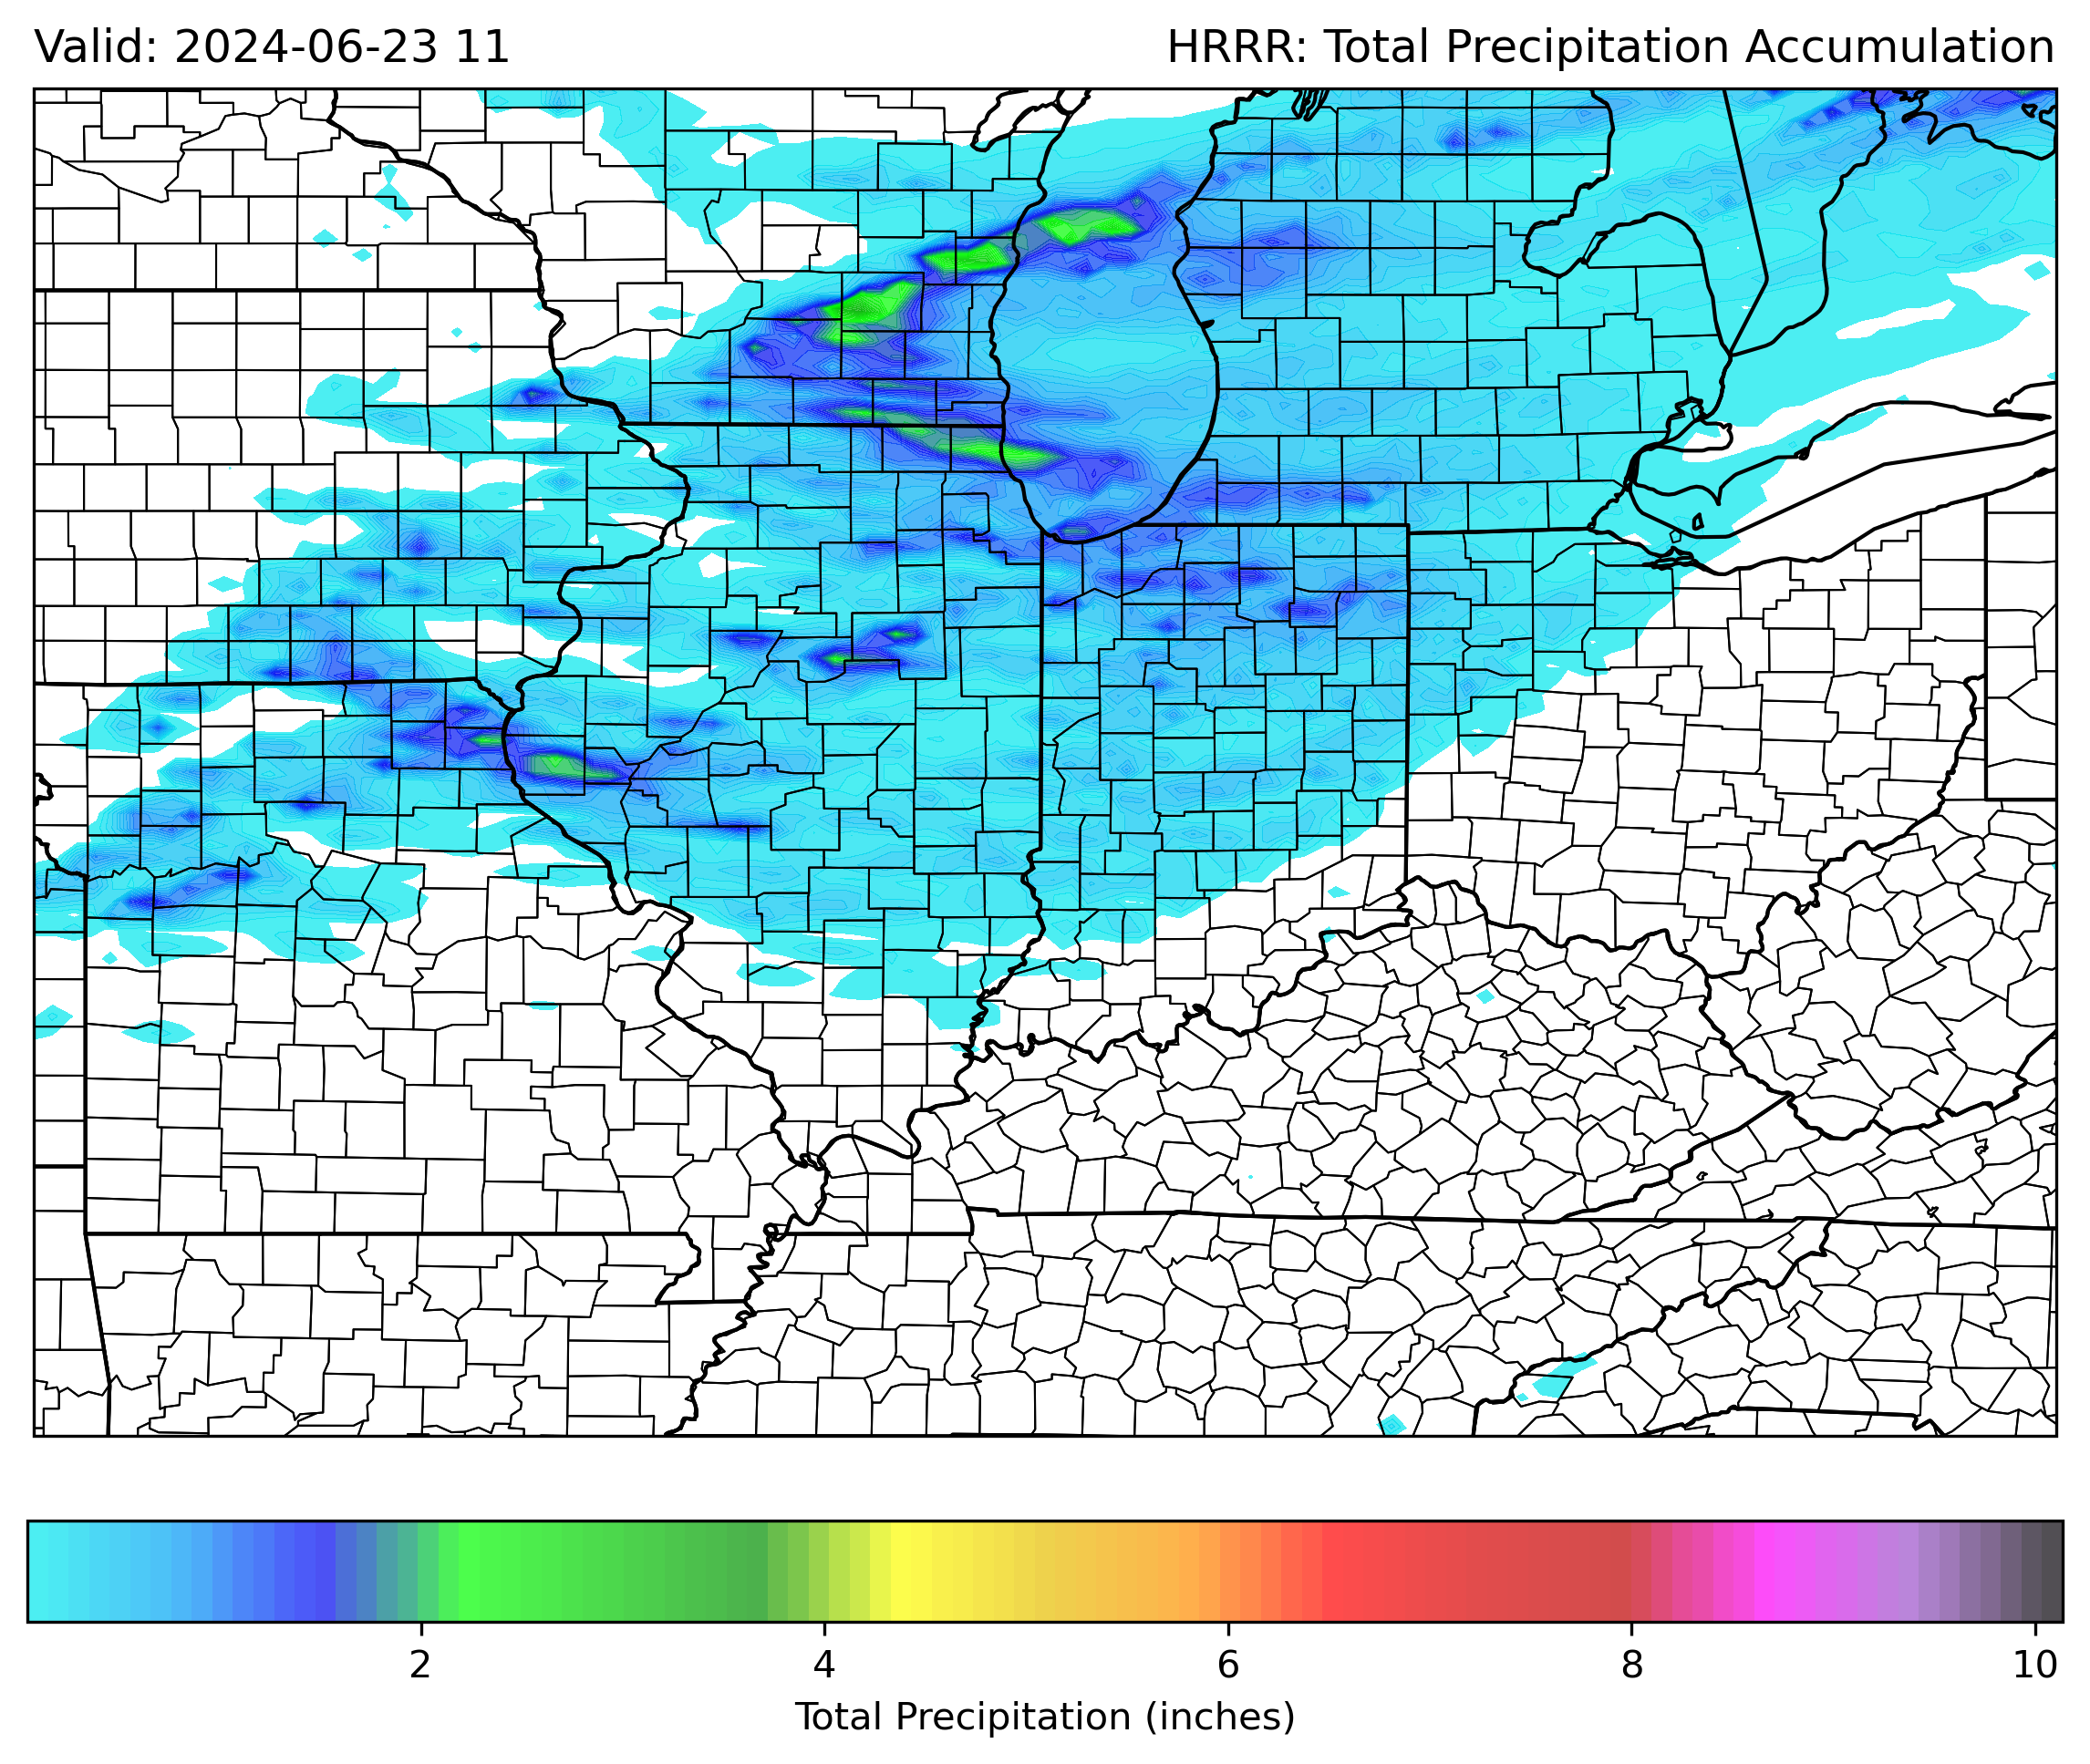 Valid: 2024-06-23 11
HRRR: Total Precipitation Accumulation
2 4 6 8 10
Total Precipitation (inches)